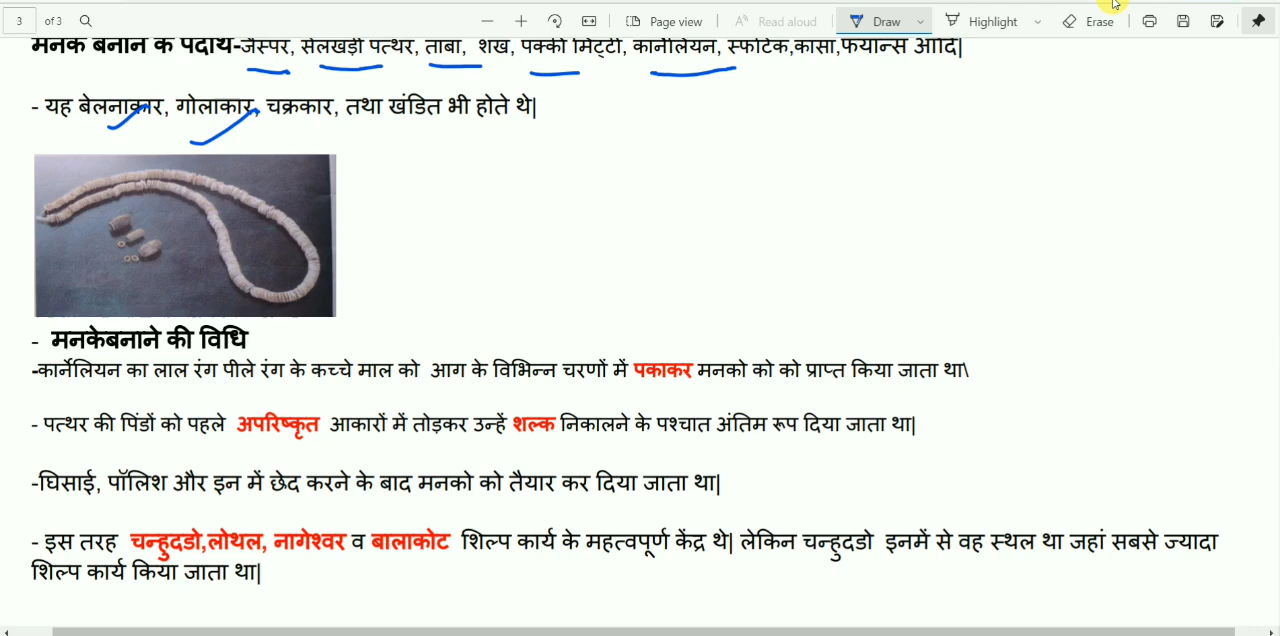 3 of 3 Page view Read aloud Draw Highlight Erase
मनके बनाने के पदार्थ-जैस्पर, सेलखड़ी पत्थर, तांबा, शंख, पक्की मिट्टी, कार्नेलियन, स्फटिक,कांसा,फयान्स आदि|
- यह बेलनाकार, गोलाकार, चक्रकार, तथा खंडित भी होते थे|
- मनकेबनाने की विधि
-कार्नेलियन का लाल रंग पीले रंग के कच्चे माल को आग के विभिन्न चरणों में पकाकर मनको को को प्राप्त किया जाता था\
- पत्थर की पिंडों को पहले अपरिष्कृत आकारों में तोड़कर उन्हें शल्क निकालने के पश्चात अंतिम रूप दिया जाता था|
-घिसाई, पॉलिश और इन में छेद करने के बाद मनको को तैयार कर दिया जाता था|
- इस तरह चन्हुदडो,लोथल, नागेश्वर व बालाकोट शिल्प कार्य के महत्वपूर्ण केंद्र थे| लेकिन चन्हुदडो इनमें से वह स्थल था जहां सबसे ज्यादा
शिल्प कार्य किया जाता था|